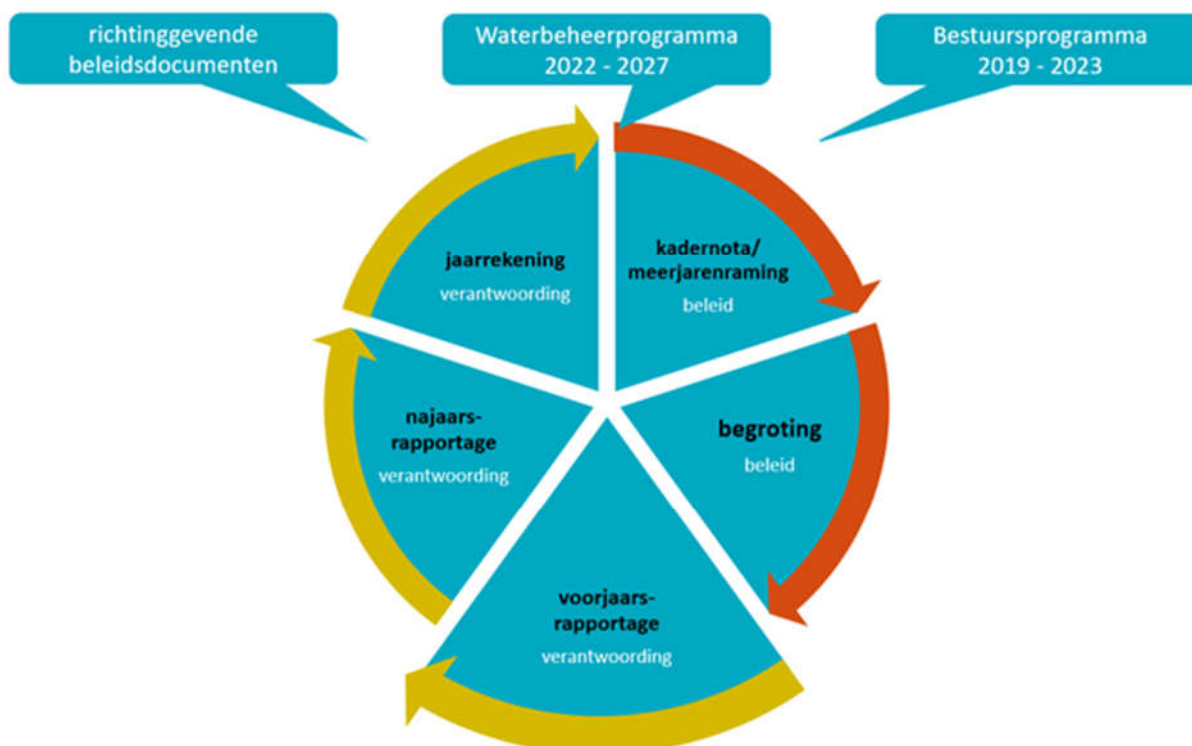 richtinggevende
beleidsdocumenten
Waterbeheerprogramma
2022 - 2027
Bestuursprogramma
2019 - 2023
jaarrekening
verantwoording
kadernota/
meerjarenraming
beleid
najaars-
rapportage
verantwoording
begroting
beleid
voorjaars-
rapportage
verantwoording